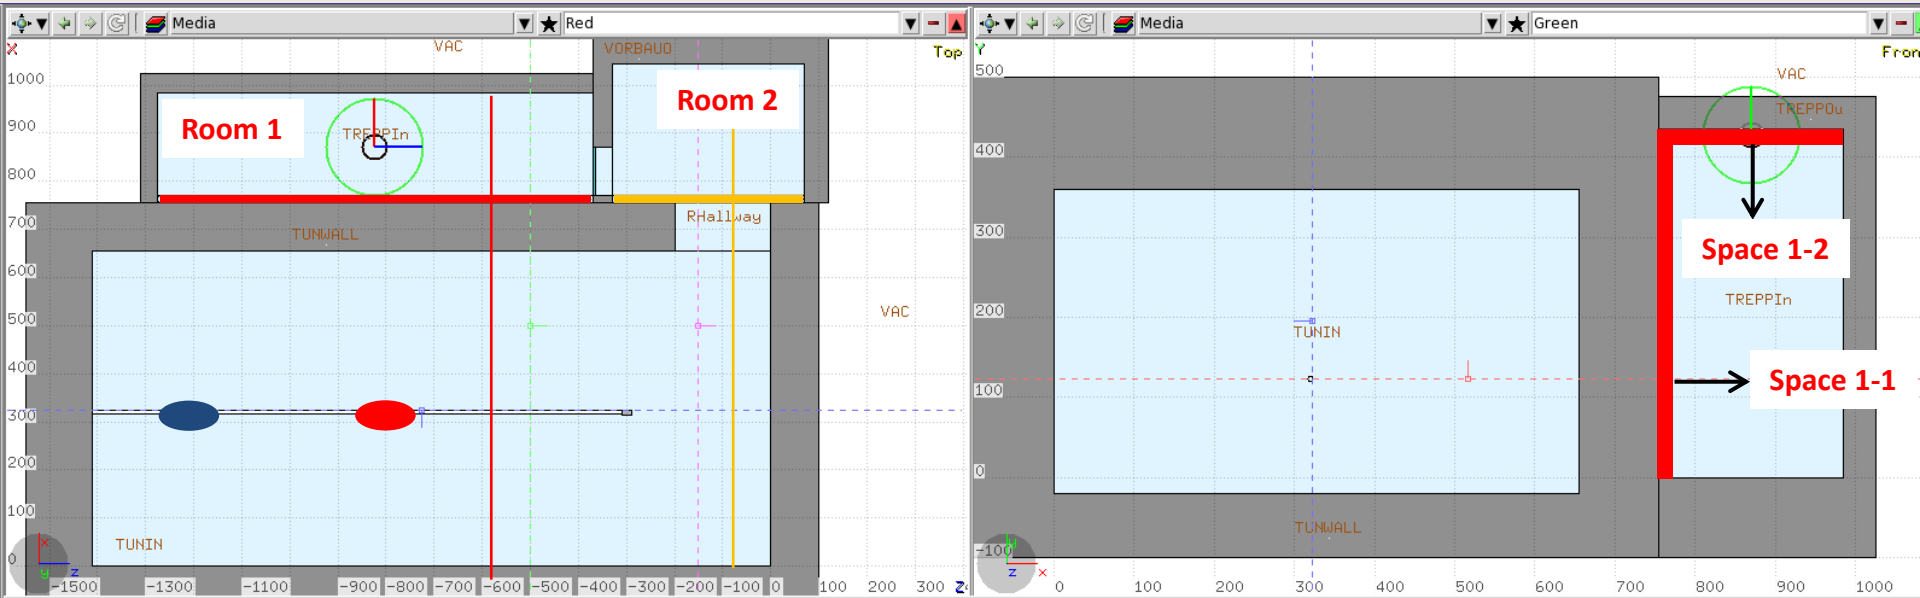 Media
Red
X
VAC
VORBAUO
Top
1000
900
800
700
600
500
400
300
200
100
0
Room 1
Room 2
TREPPIn
RHallway
TUNWALL
VAC
TUNIN
x
y
z
-1500 -1300 -1100 -900 -800 -700 -600 -500 -400 -300 -200 -100 0 100 200 300
Z
Media
Green
Y
Fron
500
400
300
200
100
0
-100
VAC
TREPPOu
Space 1-2
TREPPIn
TUNIN
Space 1-1
TUNWALL
y
z
x
0 100 200 300 400 500 600 700 800 900 1000